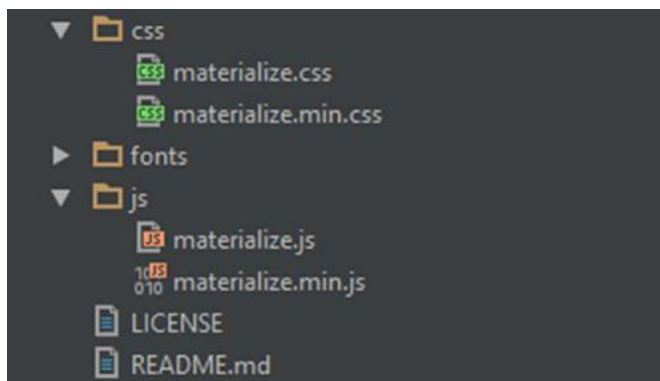 css
materialize.css
materialize.min.css
fonts
js
materialize.js
materialize.min.js
LICENSE
README.md